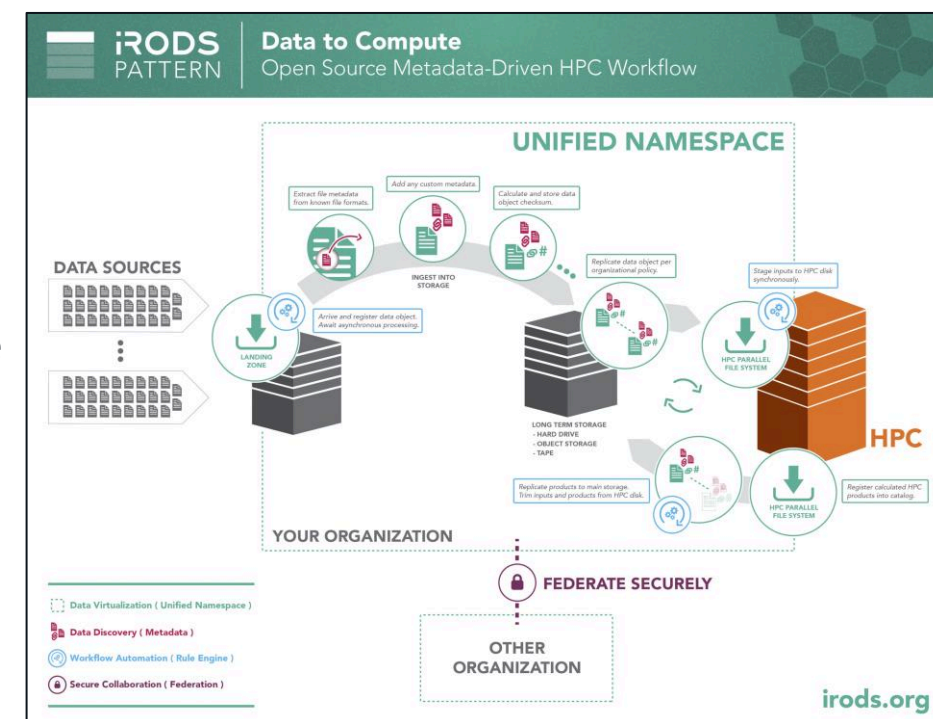 iRODS
PATTERN
Data to Compute
Open Source Metadata-Driven HPC Workflow
UNIFIED NAMESPACE
Extract file metadata
from known file formats.
Add any custom metadata.
Calculate and store data
object checksum.
DATA SOURCES
INGEST INTO
STORAGE
Replicate data object per
organizational policy.
Stage inputs to HPC disk
synchronously.
Arrive and register data object.
Await asynchronous processing.
LANDING
ZONE
HPC PARALLEL
FILE SYSTEM
LONG TERM STORAGE
- HARD DRIVE
- OBJECT STORAGE
- TAPE
HPC
Replicate products to main storage.
Trim inputs and products from HPC disk.
HPC PARALLEL
FILE SYSTEM
Register calculated HPC
products into catalog.
YOUR ORGANIZATION
FEDERATE SECURELY
Data Virtualization ( Unified Namespace )
Data Discovery ( Metadata )
Workflow Automation ( Rule Engine )
Secure Collaboration ( Federation )
OTHER
ORGANIZATION
irods.org